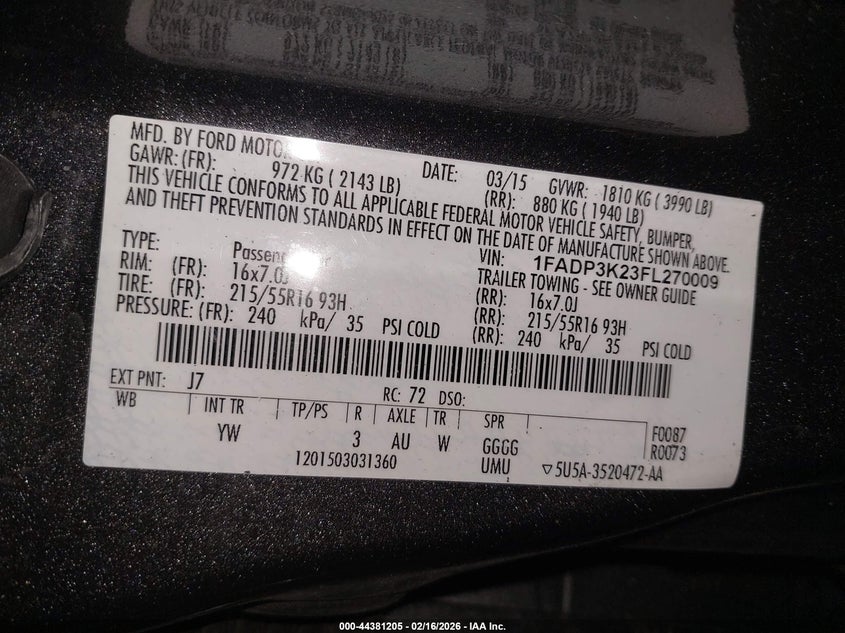 MFD. BY FORD MOTO
DATE: 03/15 GVWR: 1810 KG ( 3990 LB)
GAWR: (FR): 972 KG ( 2143 LB) (RR): 880 KG ( 1940 LB)
THIS VEHICLE CONFORMS TO ALL APPLICABLE FEDERAL MOTOR VEHICLE SAFETY, BUMPER,
AND THEFT PREVENTION STANDARDS IN EFFECT ON THE DATE OF MANUFACTURE SHOWN ABOVE.
VIN: 1FADP3K23FL270009
TYPE: Passen
TRAILER TOWING - SEE OWNER GUIDE
RIM: (FR): 16x7.0J (RR): 16x7.0J
TIRE: (FR): 215/55R16 93H (RR): 215/55R16 93H
PRESSURE: (FR): 240 kPa/ 35 PSI COLD (RR): 240 kPa/ 35 PSI COLD
EXT PNT: J7 RC: 72 DSO:
WB INT TR TP/PS R AXLE TR SPR F0087
YW 3 AU W GGGG R0073
1201503031360 UMU ▽5U5A-3520472-AA
000-44381205 - 02/16/2026 - IAA Inc.